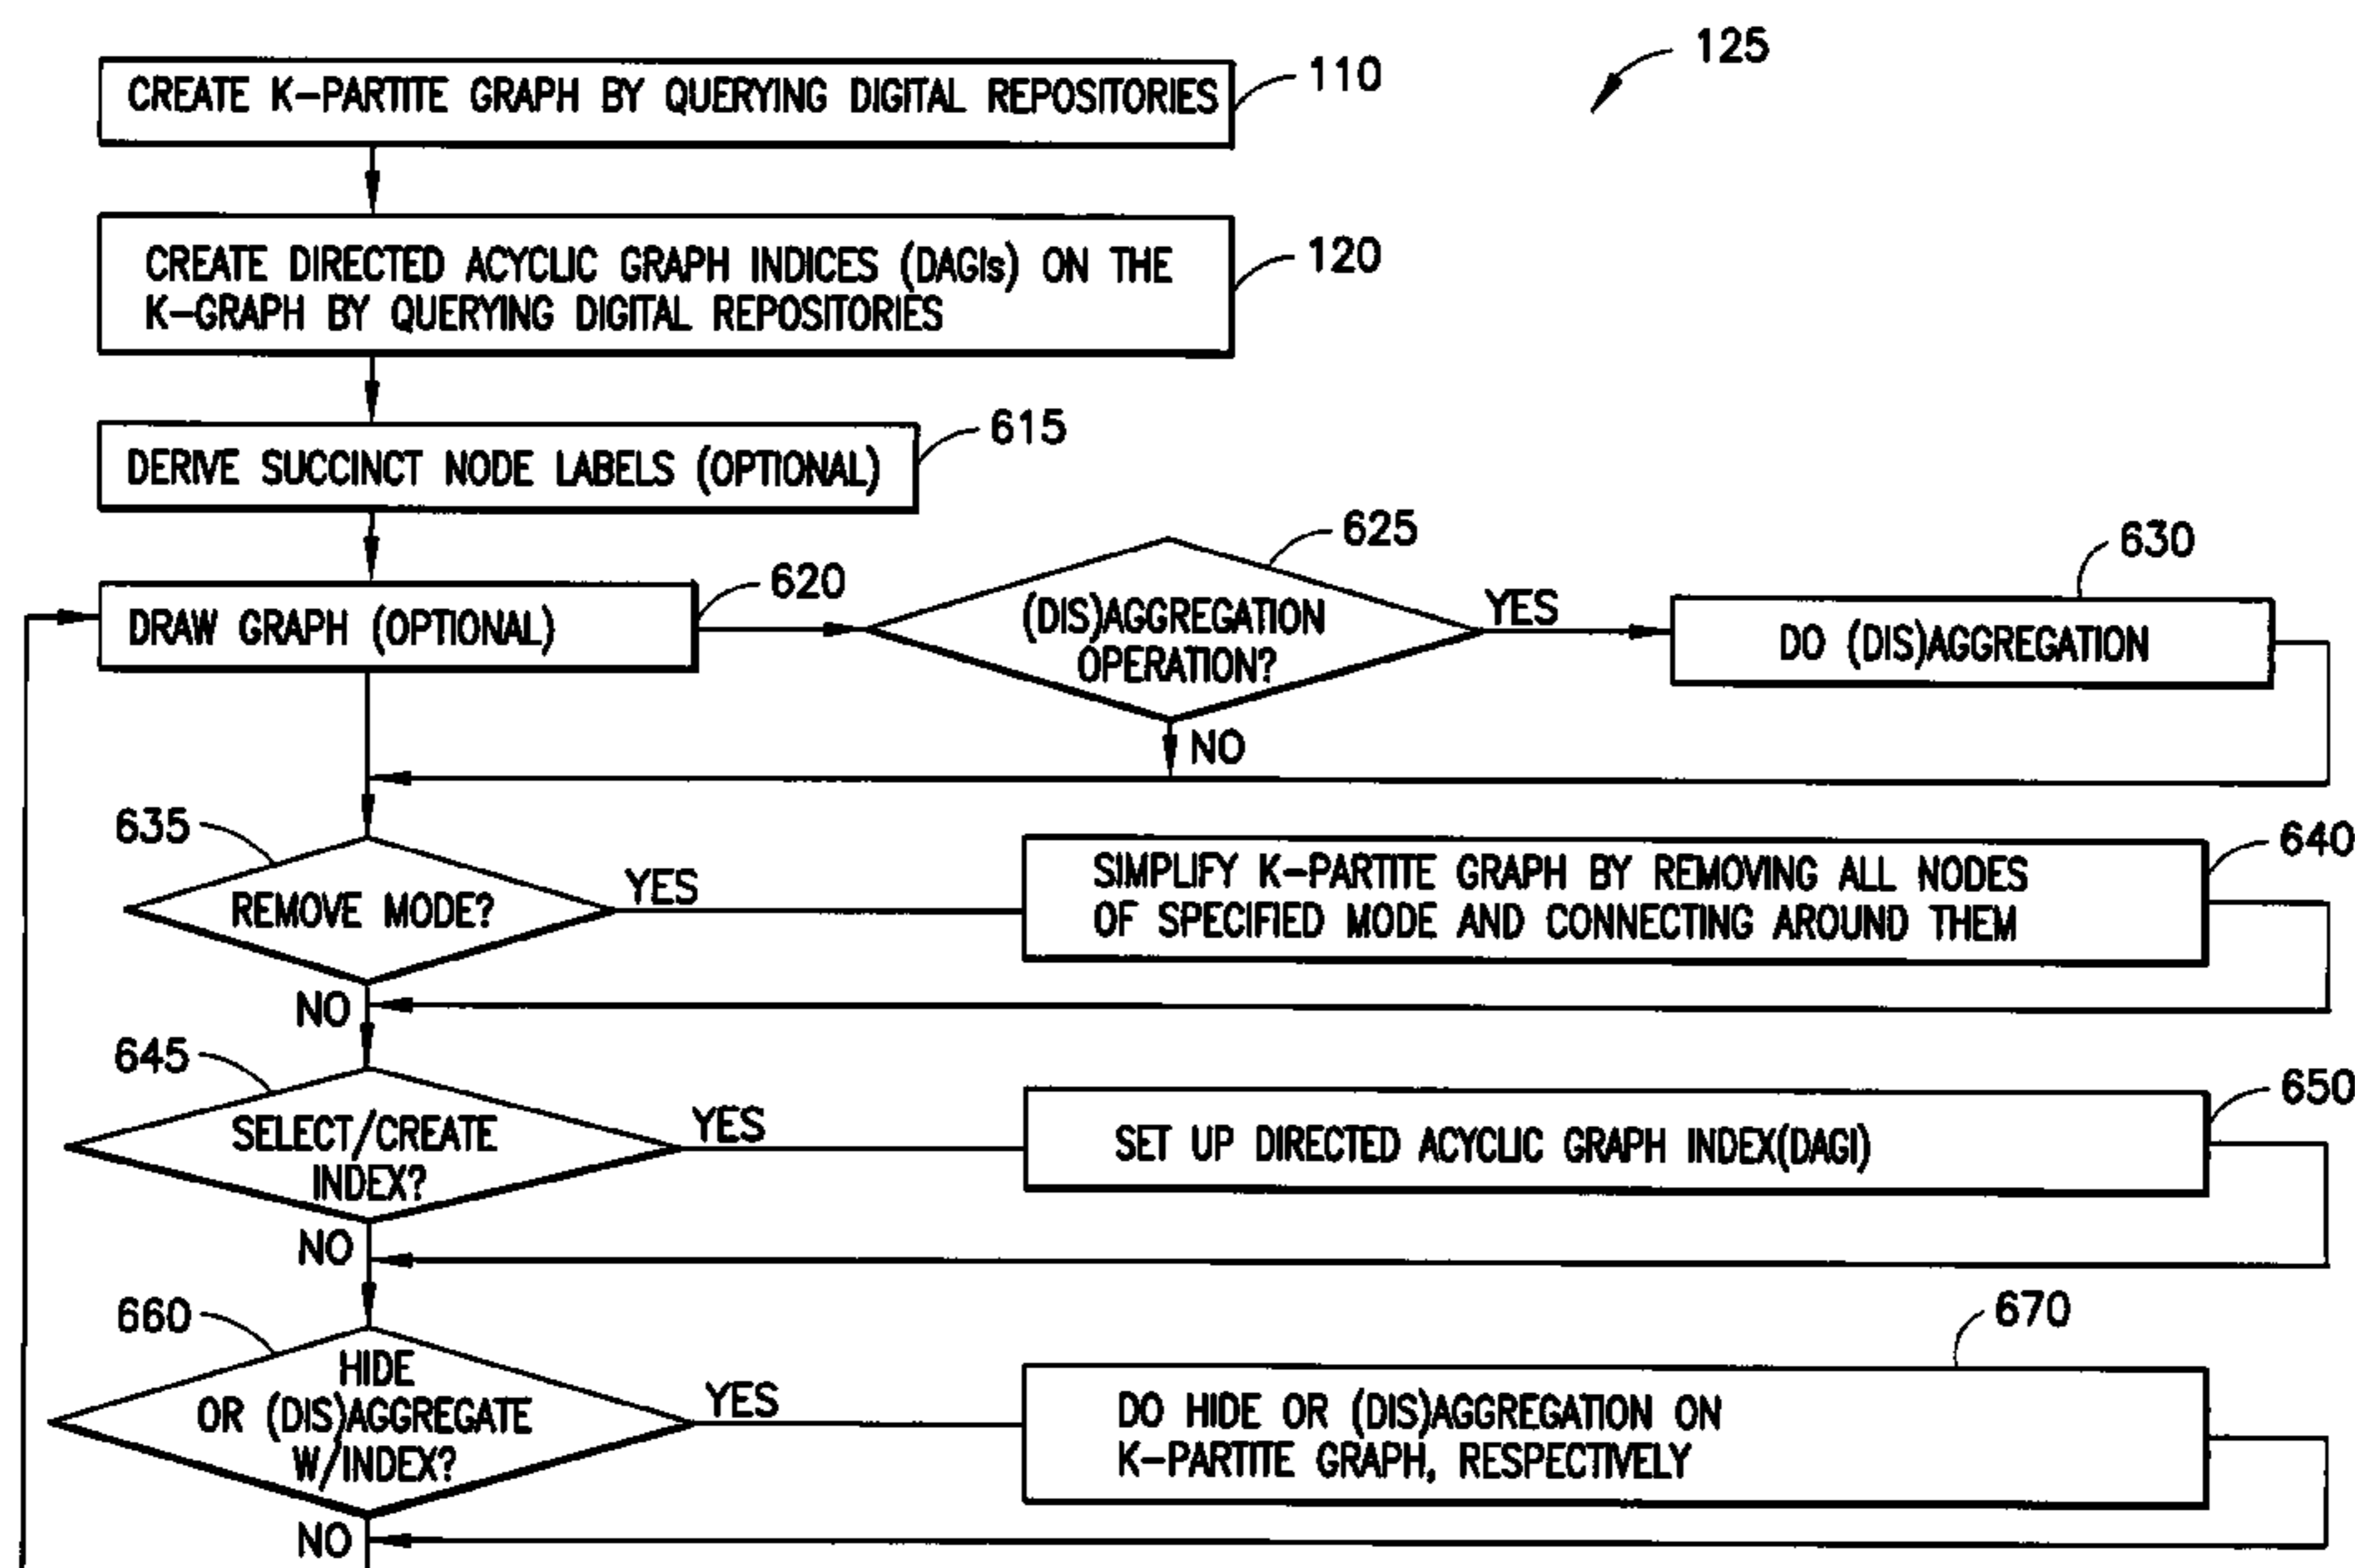 125
CREATE K-PARTITE GRAPH BY QUERYING DIGITAL REPOSITORIES
110
CREATE DIRECTED ACYCLIC GRAPH INDICES (DAGIs) ON THE
K-GRAPH BY QUERYING DIGITAL REPOSITORIES
120
DERIVE SUCCINCT NODE LABELS (OPTIONAL)
615
DRAW GRAPH (OPTIONAL)
620
625
(DIS)AGGREGATION
OPERATION?
YES
NO
630
DO (DIS)AGGREGATION
635
REMOVE MODE?
YES
NO
640
SIMPLIFY K-PARTITE GRAPH BY REMOVING ALL NODES
OF SPECIFIED MODE AND CONNECTING AROUND THEM
645
SELECT/CREATE
INDEX?
YES
NO
650
SET UP DIRECTED ACYCLIC GRAPH INDEX(DAGI)
660
HIDE
OR (DIS)AGGREGATE
W/INDEX?
YES
NO
670
DO HIDE OR (DIS)AGGREGATION ON
K-PARTITE GRAPH, RESPECTIVELY